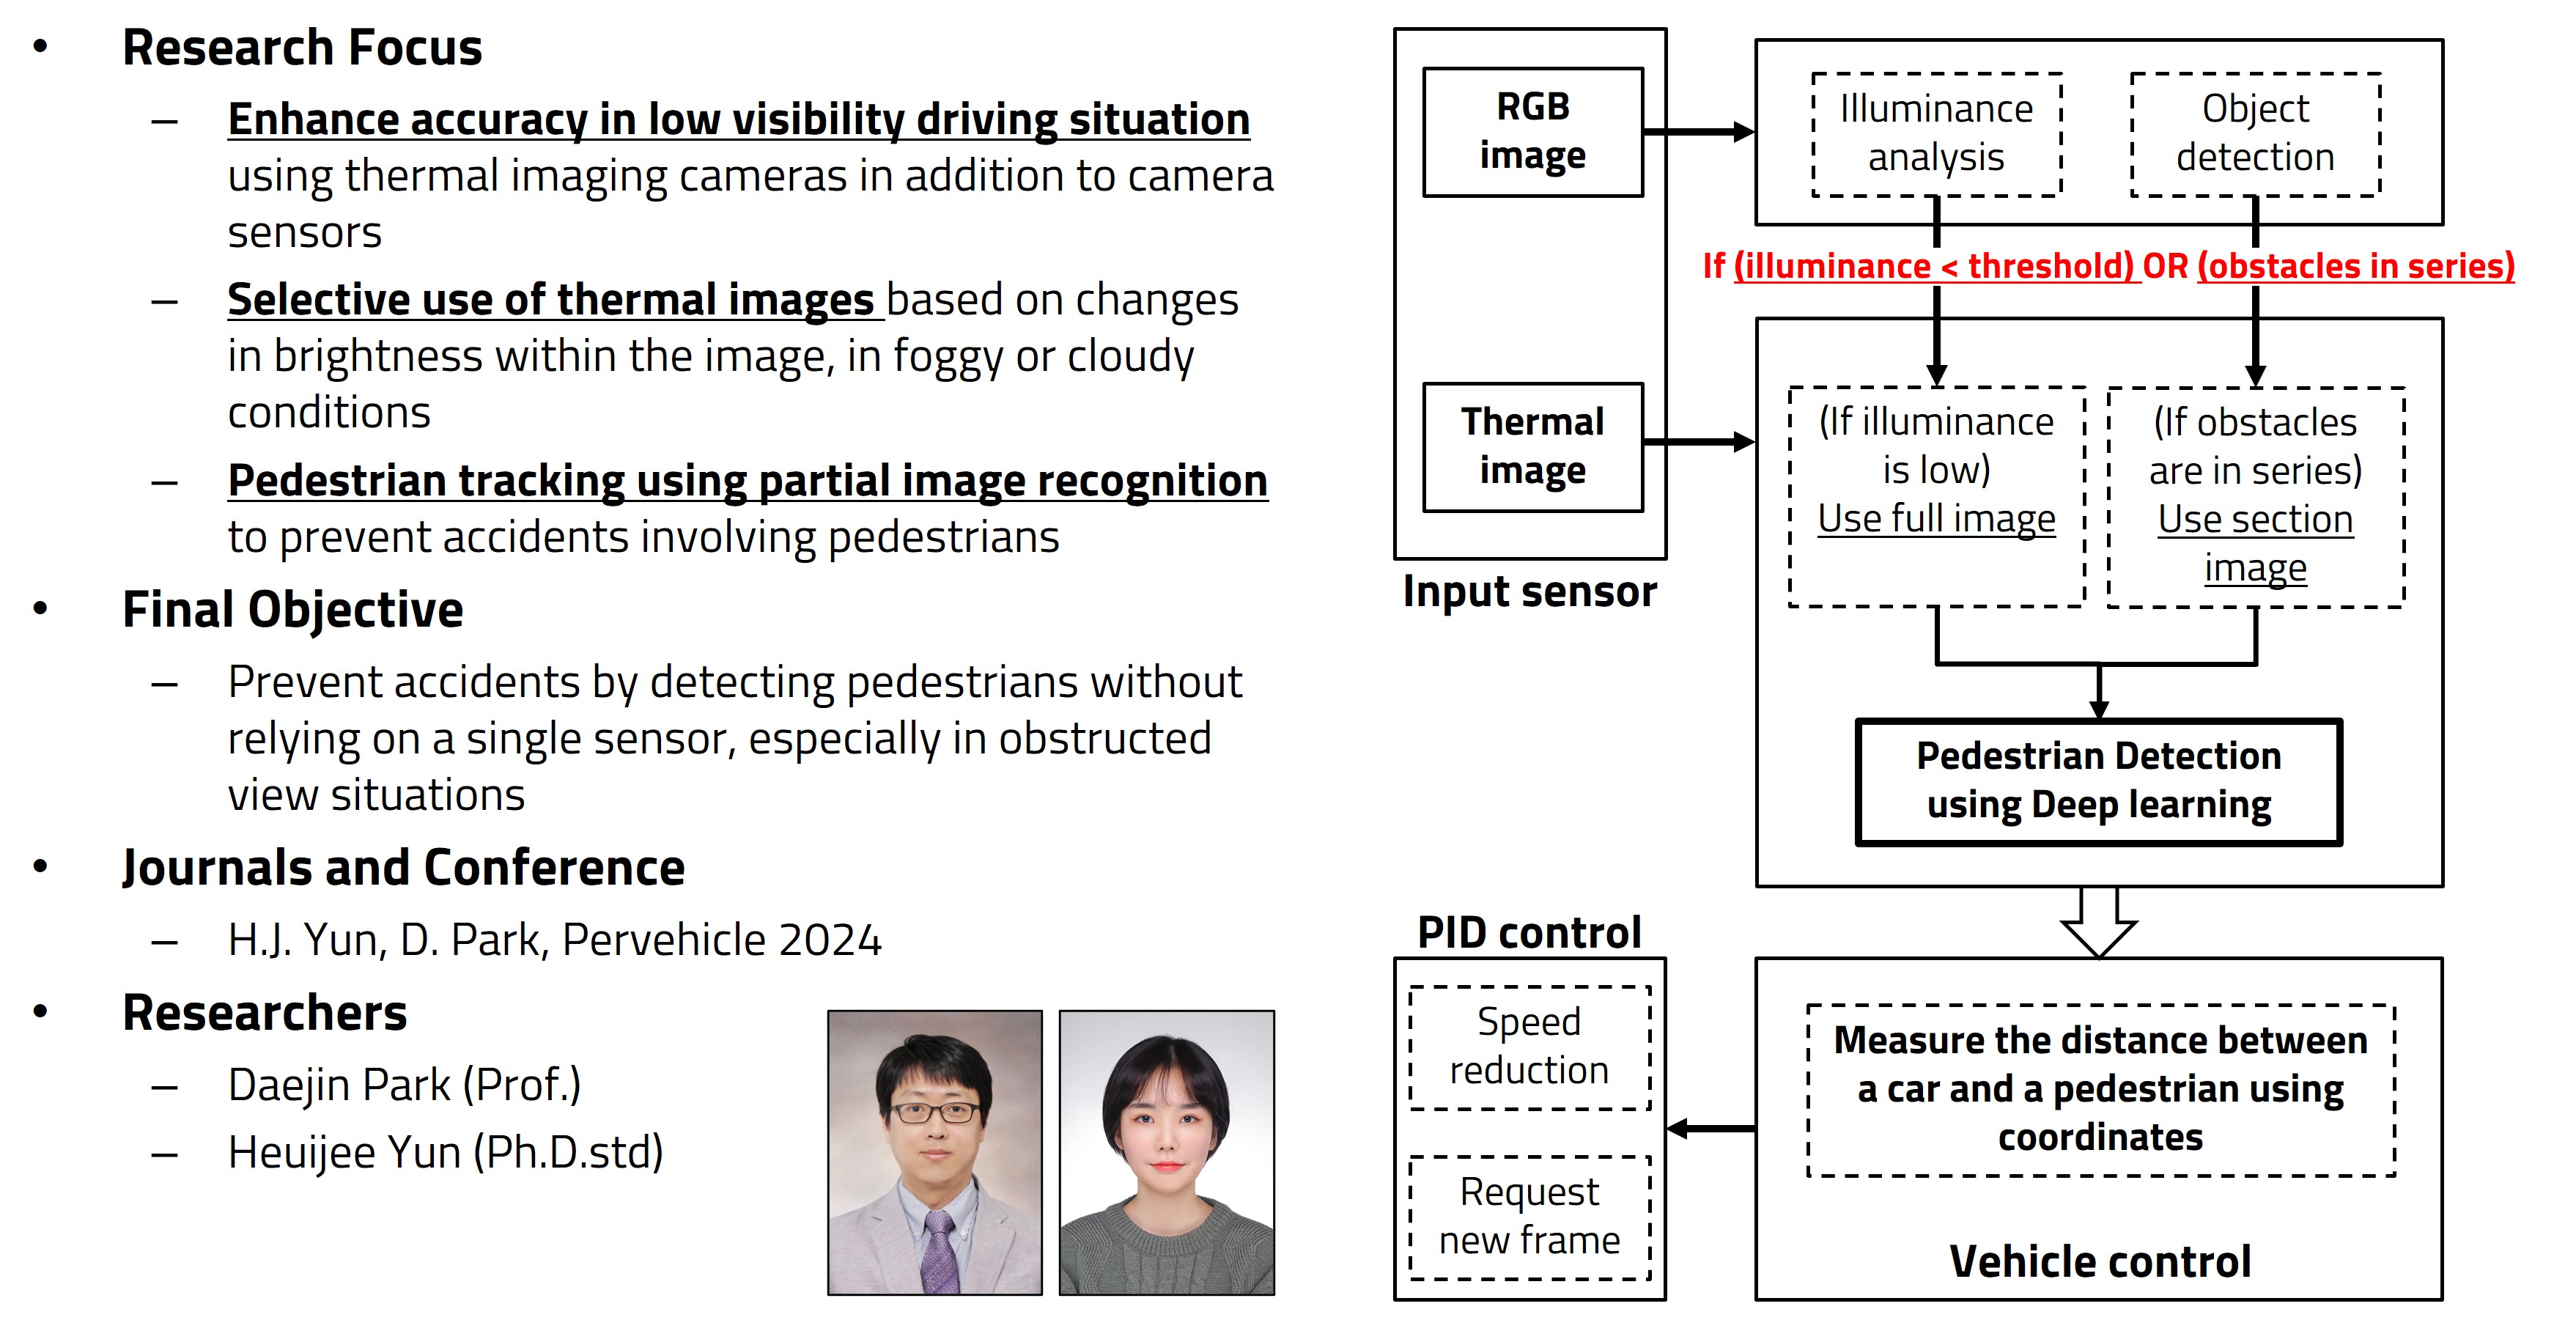 • Research Focus
– Enhance accuracy in low visibility driving situation
using thermal imaging cameras in addition to camera
sensors
– Selective use of thermal images based on changes
in brightness within the image, in foggy or cloudy
conditions
– Pedestrian tracking using partial image recognition
to prevent accidents involving pedestrians
• Final Objective
– Prevent accidents by detecting pedestrians without
relying on a single sensor, especially in obstructed
view situations
• Journals and Conference
– H.J. Yun, D. Park, Pervehicle 2024
• Researchers
– Daejin Park (Prof.)
– Heuijee Yun (Ph.D.std)
RGB
image
Thermal
image
Input sensor
Illuminance
analysis
Object
detection
If (illuminance < threshold) OR (obstacles in series)
(If illuminance
is low)
Use full image
(If obstacles
are in series)
Use section
image
Pedestrian Detection
using Deep learning
PID control
Speed
reduction
Request
new frame
Measure the distance between
a car and a pedestrian using
coordinates
Vehicle control